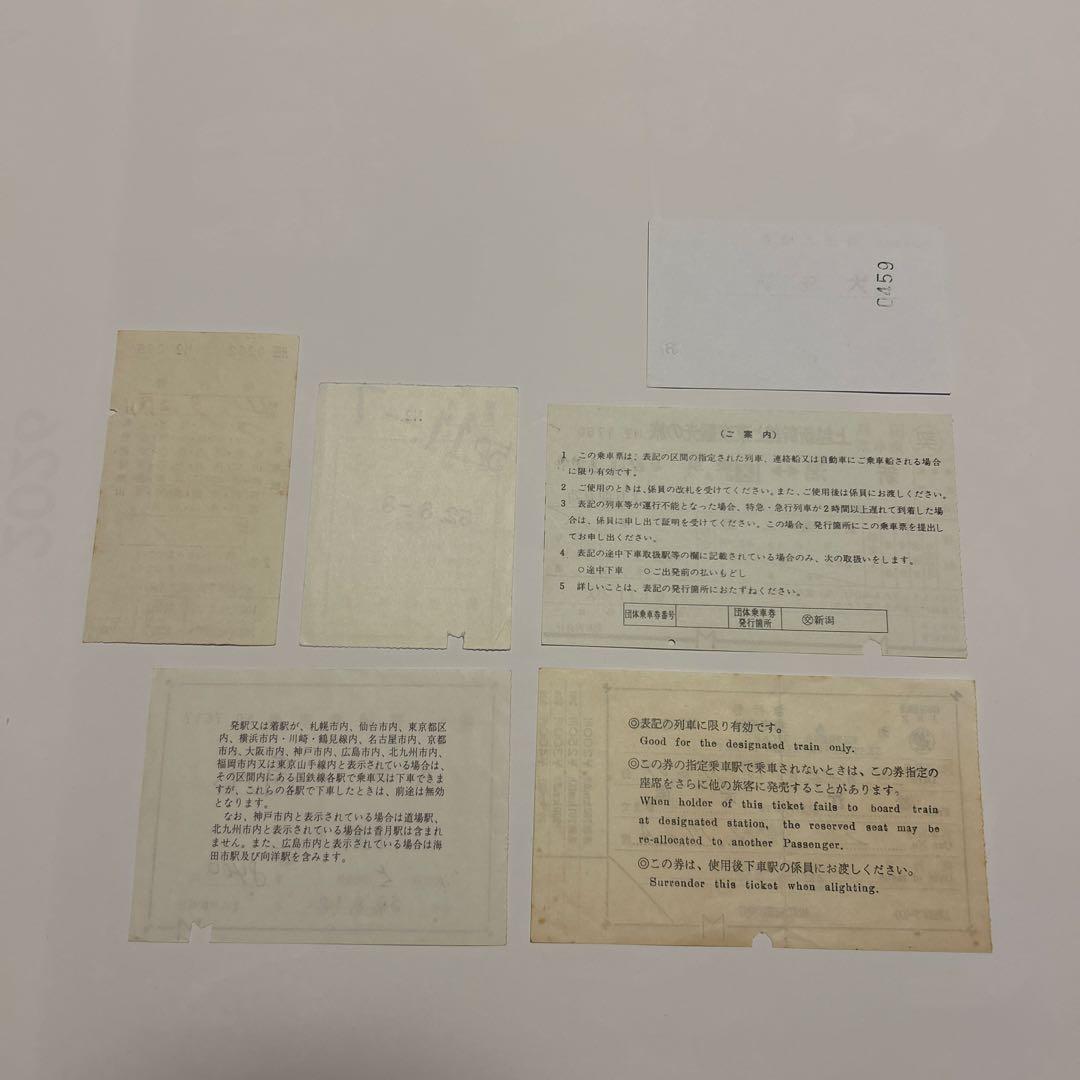 0459
(ご案内)
1 この乗車票は、表記の区間の指定された列車、連絡船又は自動車にご乗車船される場合
に限り有効です。
2 ご使用のときは、係員の改札を受けてください。また、ご使用後は係員にお渡しください。
3 表記の列車等が運行不能となった場合、特急・急行列車が2時間以上遅れて到着した場
合は、係員に申し出て証明を受けてください。この場合、発行箇所にこの乗車票を提出し
てお申し出ください。
4 表記の途中下車取扱駅等の欄に記載されている場合のみ、次の取扱いをします。
○途中下車 ○ご出発前の払いもどし
5 詳しいことは、表記の発行箇所におたずねください。
団体乗車券番号 団体乗車券発行箇所 ㊋新潟
発駅又は着駅が、札幌市内、仙台市内、東京都区
内、横浜市内・川崎・鶴見線内、名古屋市内、京都
市内、大阪市内、神戸市内、広島市内、北九州市内、
福岡市内又は東京山手線内と表示されている場合は、
その区間内にある国鉄線各駅で乗車又は下車できま
すが、これらの各駅で下車したときは、前途は無効
となります。
なお、神戸市内と表示されている場合は道場駅、
北九州市内と表示されている場合は香月駅は含まれ
ません。また、広島市内と表示されている場合は海
田市駅及び向洋駅を含みます。
◎表記の列車に限り有効です。
Good for the designated train only.
◎この券の指定乗車駅で乗車されないときは、この券指定の
座席をさらに他の旅客に発売することがあります。
When holder of this ticket fails to board train
at designated station, the reserved seat may be
re-allocated to another Passenger.
◎この券は、使用後下車駅の係員にお渡しください。
Surrender this ticket when alighting.